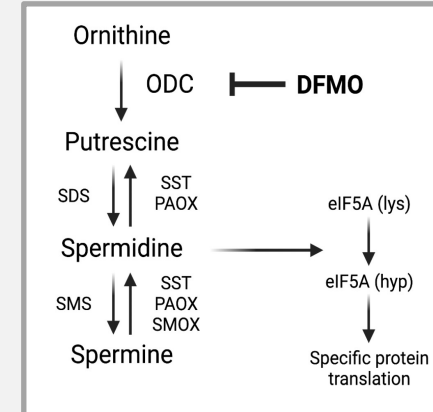 Ornithine
ODC
DFMO
Putrescine
SDS
SST
PAOX
eIF5A (lys)
Spermidine
eIF5A (hyp)
SMS
SST
PAOX
SMOX
Spermine
Specific protein
translation